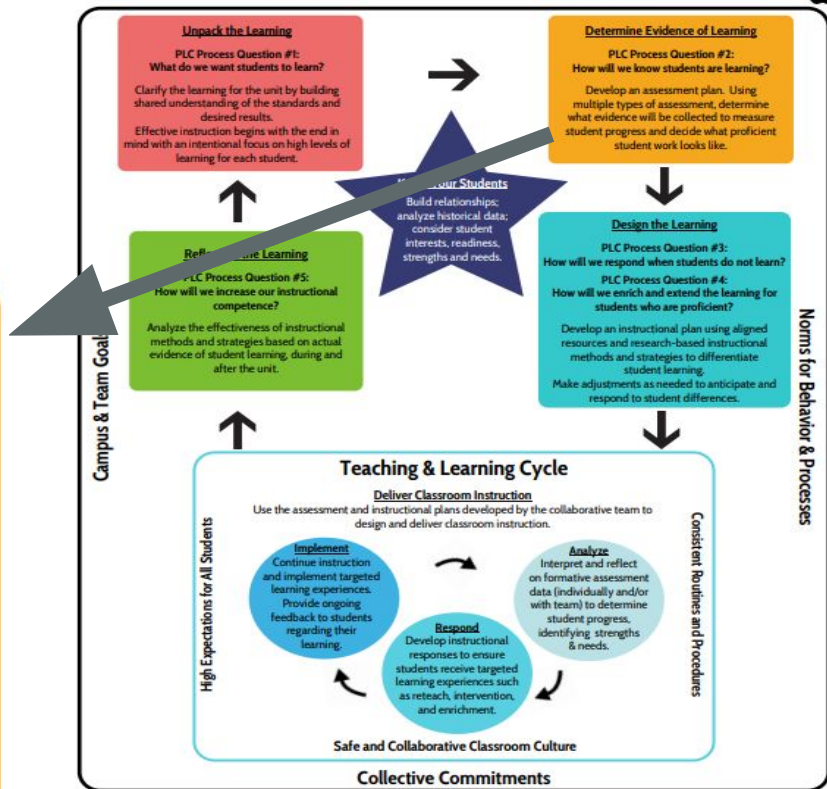 Unpack the Learning
PLC Process Question #1:
What do we want students to learn?
Clarify the learning for the unit by building
shared understanding of the standards and
desired results.
Effective instruction begins with the end in
mind with an intentional focus on high levels of
learning for each student.
Determine Evidence of Learning
PLC Process Question #2:
How will we know students are learning?
Develop an assessment plan. Using
multiple types of assessment, determine
what evidence will be collected to measure
student progress and decide what proficient
student work looks like.
Students
Build relationships;
analyze historical data;
consider student
interests, readiness,
strengths and needs.
Design the Learning
PLC Process Question #3:
How will we respond when students do not learn?
PLC Process Question #4:
How will we enrich and extend the learning for
students who are proficient?
Develop an instructional plan using aligned
resources and research-based instructional
methods and strategies to differentiate
student learning.
Make adjustments as needed to anticipate and
respond to student differences.
Learning
PLC Process Question #5:
How will we increase our instructional
competence?
Analyze the effectiveness of instructional
methods and strategies based on actual
evidence of student learning, during and
after the unit.
Campus & Team Goals
Norms for Behavior & Processes
Teaching & Learning Cycle
Deliver Classroom Instruction
Use the assessment and instructional plans developed by the collaborative team to
design and deliver classroom instruction.
High Expectations for All Students
Consistent Routines and Procedures
Implement
Continue instruction
and implement targeted
learning experiences.
Provide ongoing
feedback to students
regarding their
learning.
Analyze
Interpret and reflect
on formative assessment
data (individually and/or
with team) to determine
student progress,
identifying strengths
& needs.
Respond
Develop instructional
responses to ensure
students receive targeted
learning experiences such
as reteach, intervention,
and enrichment.
Safe and Collaborative Classroom Culture
Collective Commitments